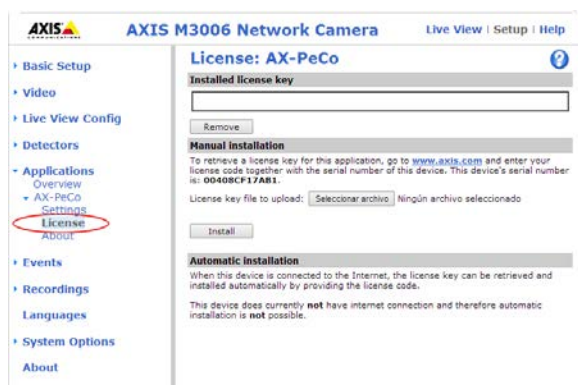 AXIS
COMMUNICATIONS
AXIS M3006 Network Camera
Live View | Setup | Help
Basic Setup
Video
Live View Config
Detectors
Applications
Overview
AX-PeCo
Settings
License
About
Events
Recordings
Languages
System Options
About
License: AX-PeCo
?
Installed license key
Remove
Manual installation
To retrieve a license key for this application, go to www.axis.com and enter your
license code together with the serial number of this device. This device's serial number
is: 00408CF17AB1.
License key file to upload: Seleccionar archivo Ningún archivo seleccionado
Install
Automatic installation
When this device is connected to the Internet, the license key can be retrieved and
installed automatically by providing the license code.
This device does currently not have internet connection and therefore automatic
installation is not possible.